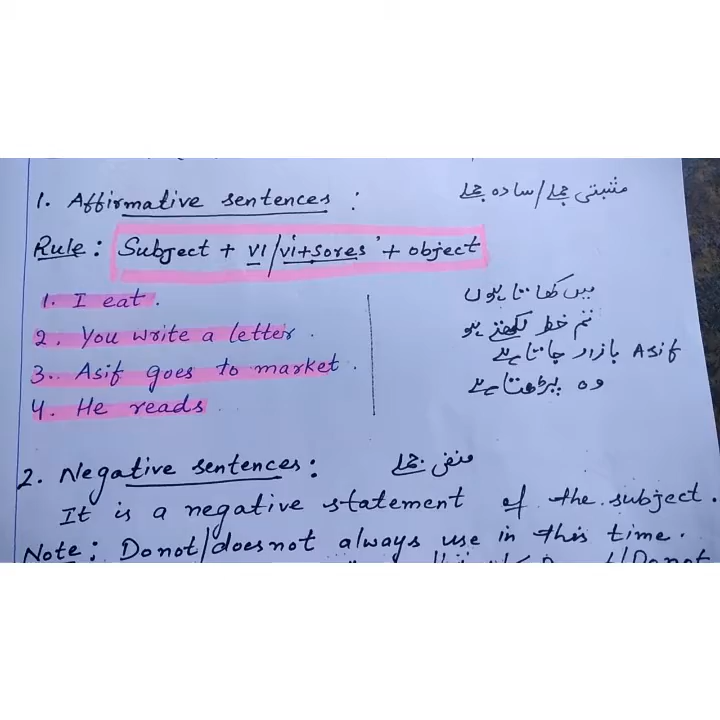 1. Affirmative sentences : مثبتی جملے/ساده جملے
Rule : Subject + v1/v1+sores + object
1. I eat . میں کھاتا ہوں
2. You write a letter . تم خط لکھتے ہو
3.. Asif goes to market . Asif بازار جاتا ہے
4. He reads . وہ پڑھتا ہے
2. Negative sentences : منفی جملے
It is a negative statement of the subject .
Note : Donot/doesnot always use in this time .